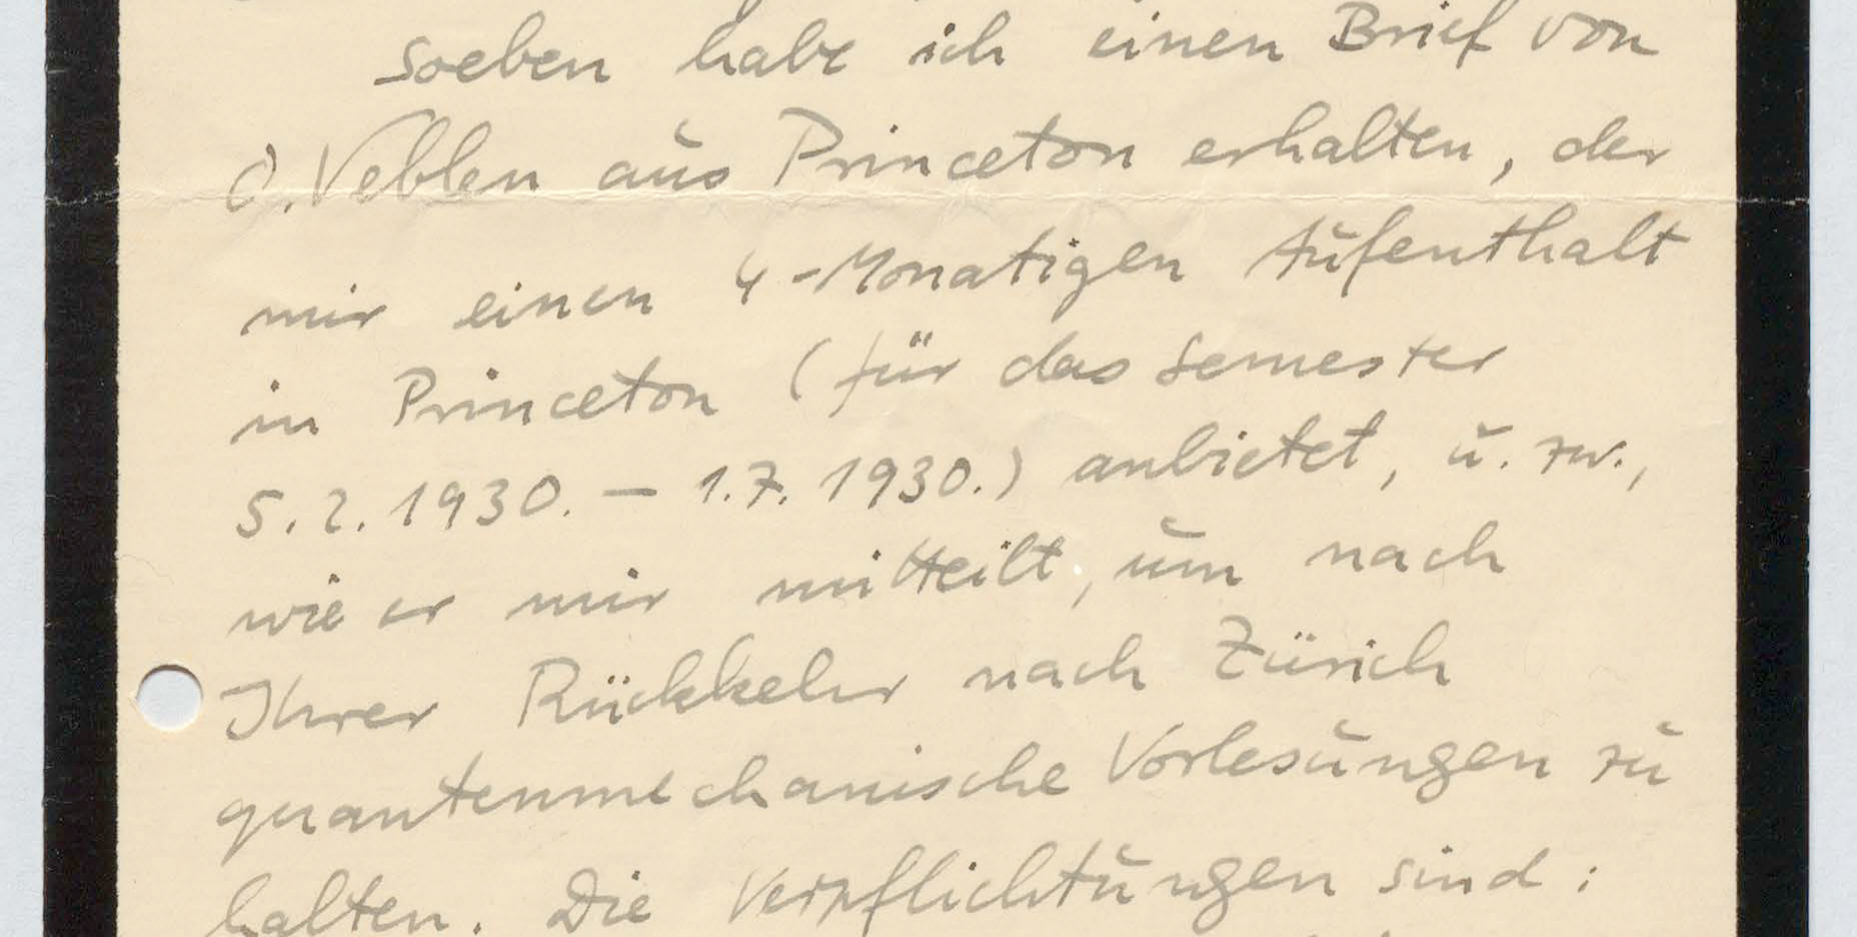 soeben habe ich einen Brief von
O. Veblen aus Princeton erhalten, der
mir einen 4-Monatigen Aufenthalt
in Princeton (für das Semester
5.2.1930. — 1.7.1930.) anbietet, u. zw.,
wie er mir mitteilt, um nach
Ihrer Rückkehr nach Zürich
quantenmechanische Vorlesungen zu
halten. Die Verpflichtungen sind: